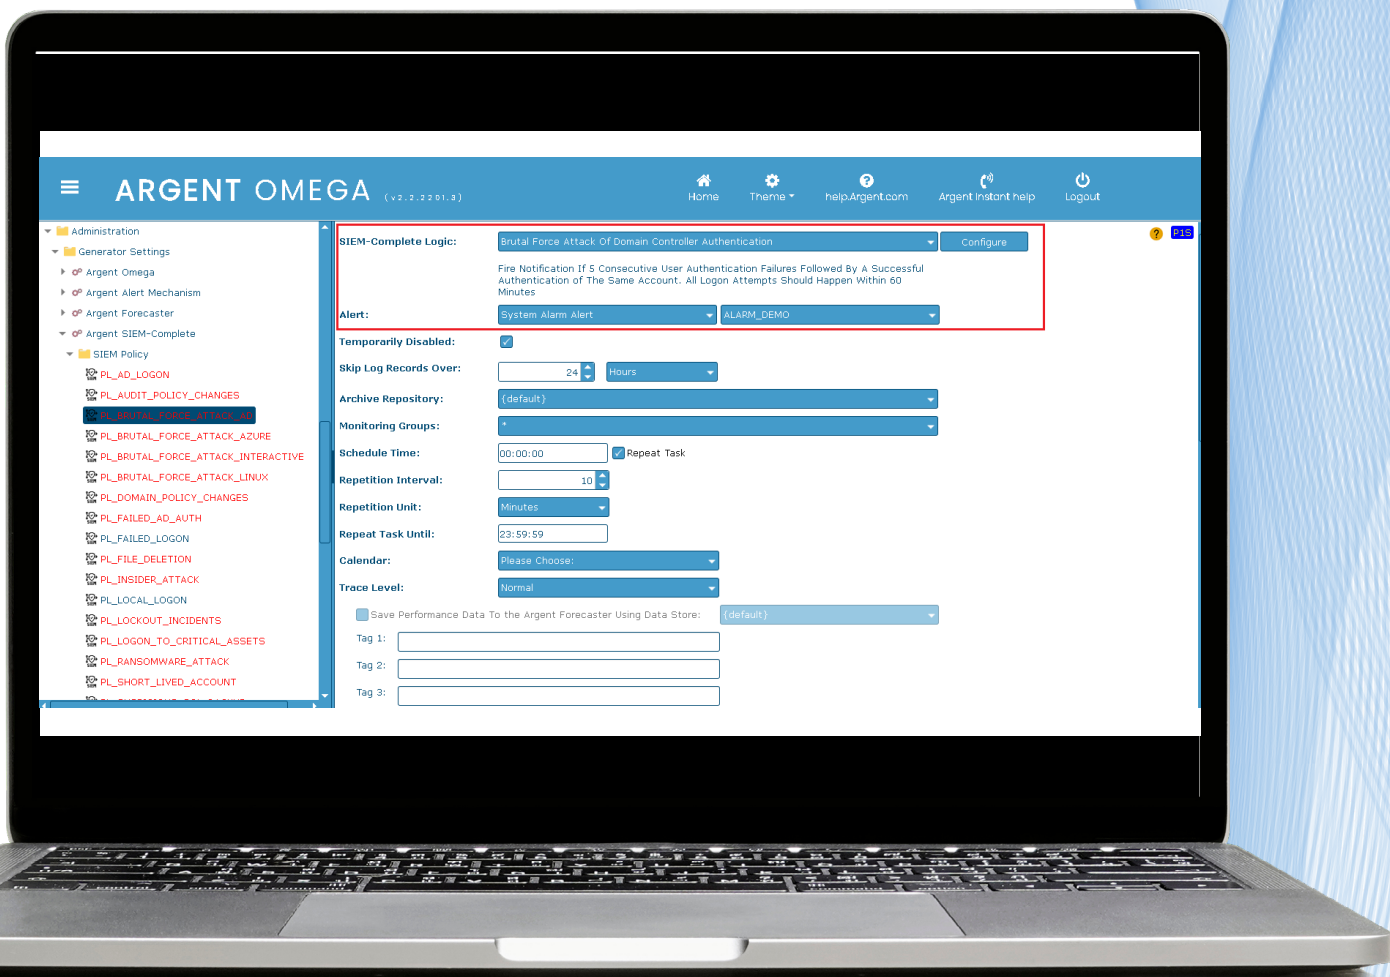 ARGENT OMEGA (v2.2.2201.3)
Home
Theme
help.Argent.com
Argent Instant help
Logout
Administration
Generator Settings
Argent Omega
Argent Alert Mechanism
Argent Forecaster
Argent SIEM-Complete
SIEM Policy
PL_AD_LOGON
PL_AUDIT_POLICY_CHANGES
PL_BRUTAL_FORCE_ATTACK_AD
PL_BRUTAL_FORCE_ATTACK_AZURE
PL_BRUTAL_FORCE_ATTACK_INTERACTIVE
PL_BRUTAL_FORCE_ATTACK_LINUX
PL_DOMAIN_POLICY_CHANGES
PL_FAILED_AD_AUTH
PL_FAILED_LOGON
PL_FILE_DELETION
PL_INSIDER_ATTACK
PL_LOCAL_LOGON
PL_LOCKOUT_INCIDENTS
PL_LOGON_TO_CRITICAL_ASSETS
PL_RANSOMWARE_ATTACK
PL_SHORT_LIVED_ACCOUNT
SIEM-Complete Logic: Brutal Force Attack Of Domain Controller Authentication Configure
P1S
Fire Notification If 5 Consecutive User Authentication Failures Followed By A Successful
Authentication of The Same Account. All Logon Attempts Should Happen Within 60
Minutes
Alert: System Alarm Alert ALARM_DEMO
Temporarily Disabled:
Skip Log Records Over: 24 Hours
Archive Repository: {default}
Monitoring Groups: *
Schedule Time: 00:00:00 Repeat Task
Repetition Interval: 10
Repetition Unit: Minutes
Repeat Task Until: 23:59:59
Calendar: Please Choose:
Trace Level: Normal
Save Performance Data To the Argent Forecaster Using Data Store: {default}
Tag 1:
Tag 2:
Tag 3: